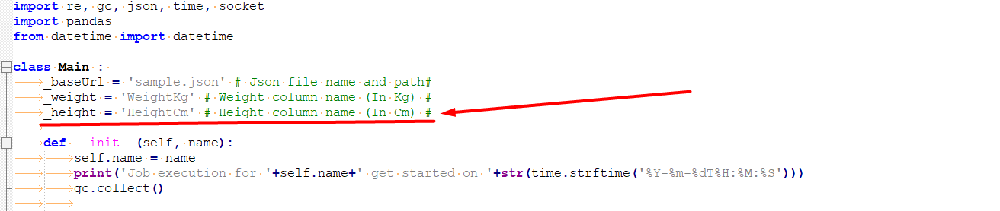 import re, gc, json, time, socket
import pandas
from datetime import datetime
class Main :
_baseUrl = 'sample.json' # Json file name and path#
_weight = 'WeightKg' # Weight column name (In Kg) #
_height = 'HeightCm' # Height column name (In Cm) #
def __init__(self, name):
self.name = name
print('Job execution for '+self.name+' get started on '+str(time.strftime('%Y-%m-%dT%H:%M:%S')))
gc.collect()